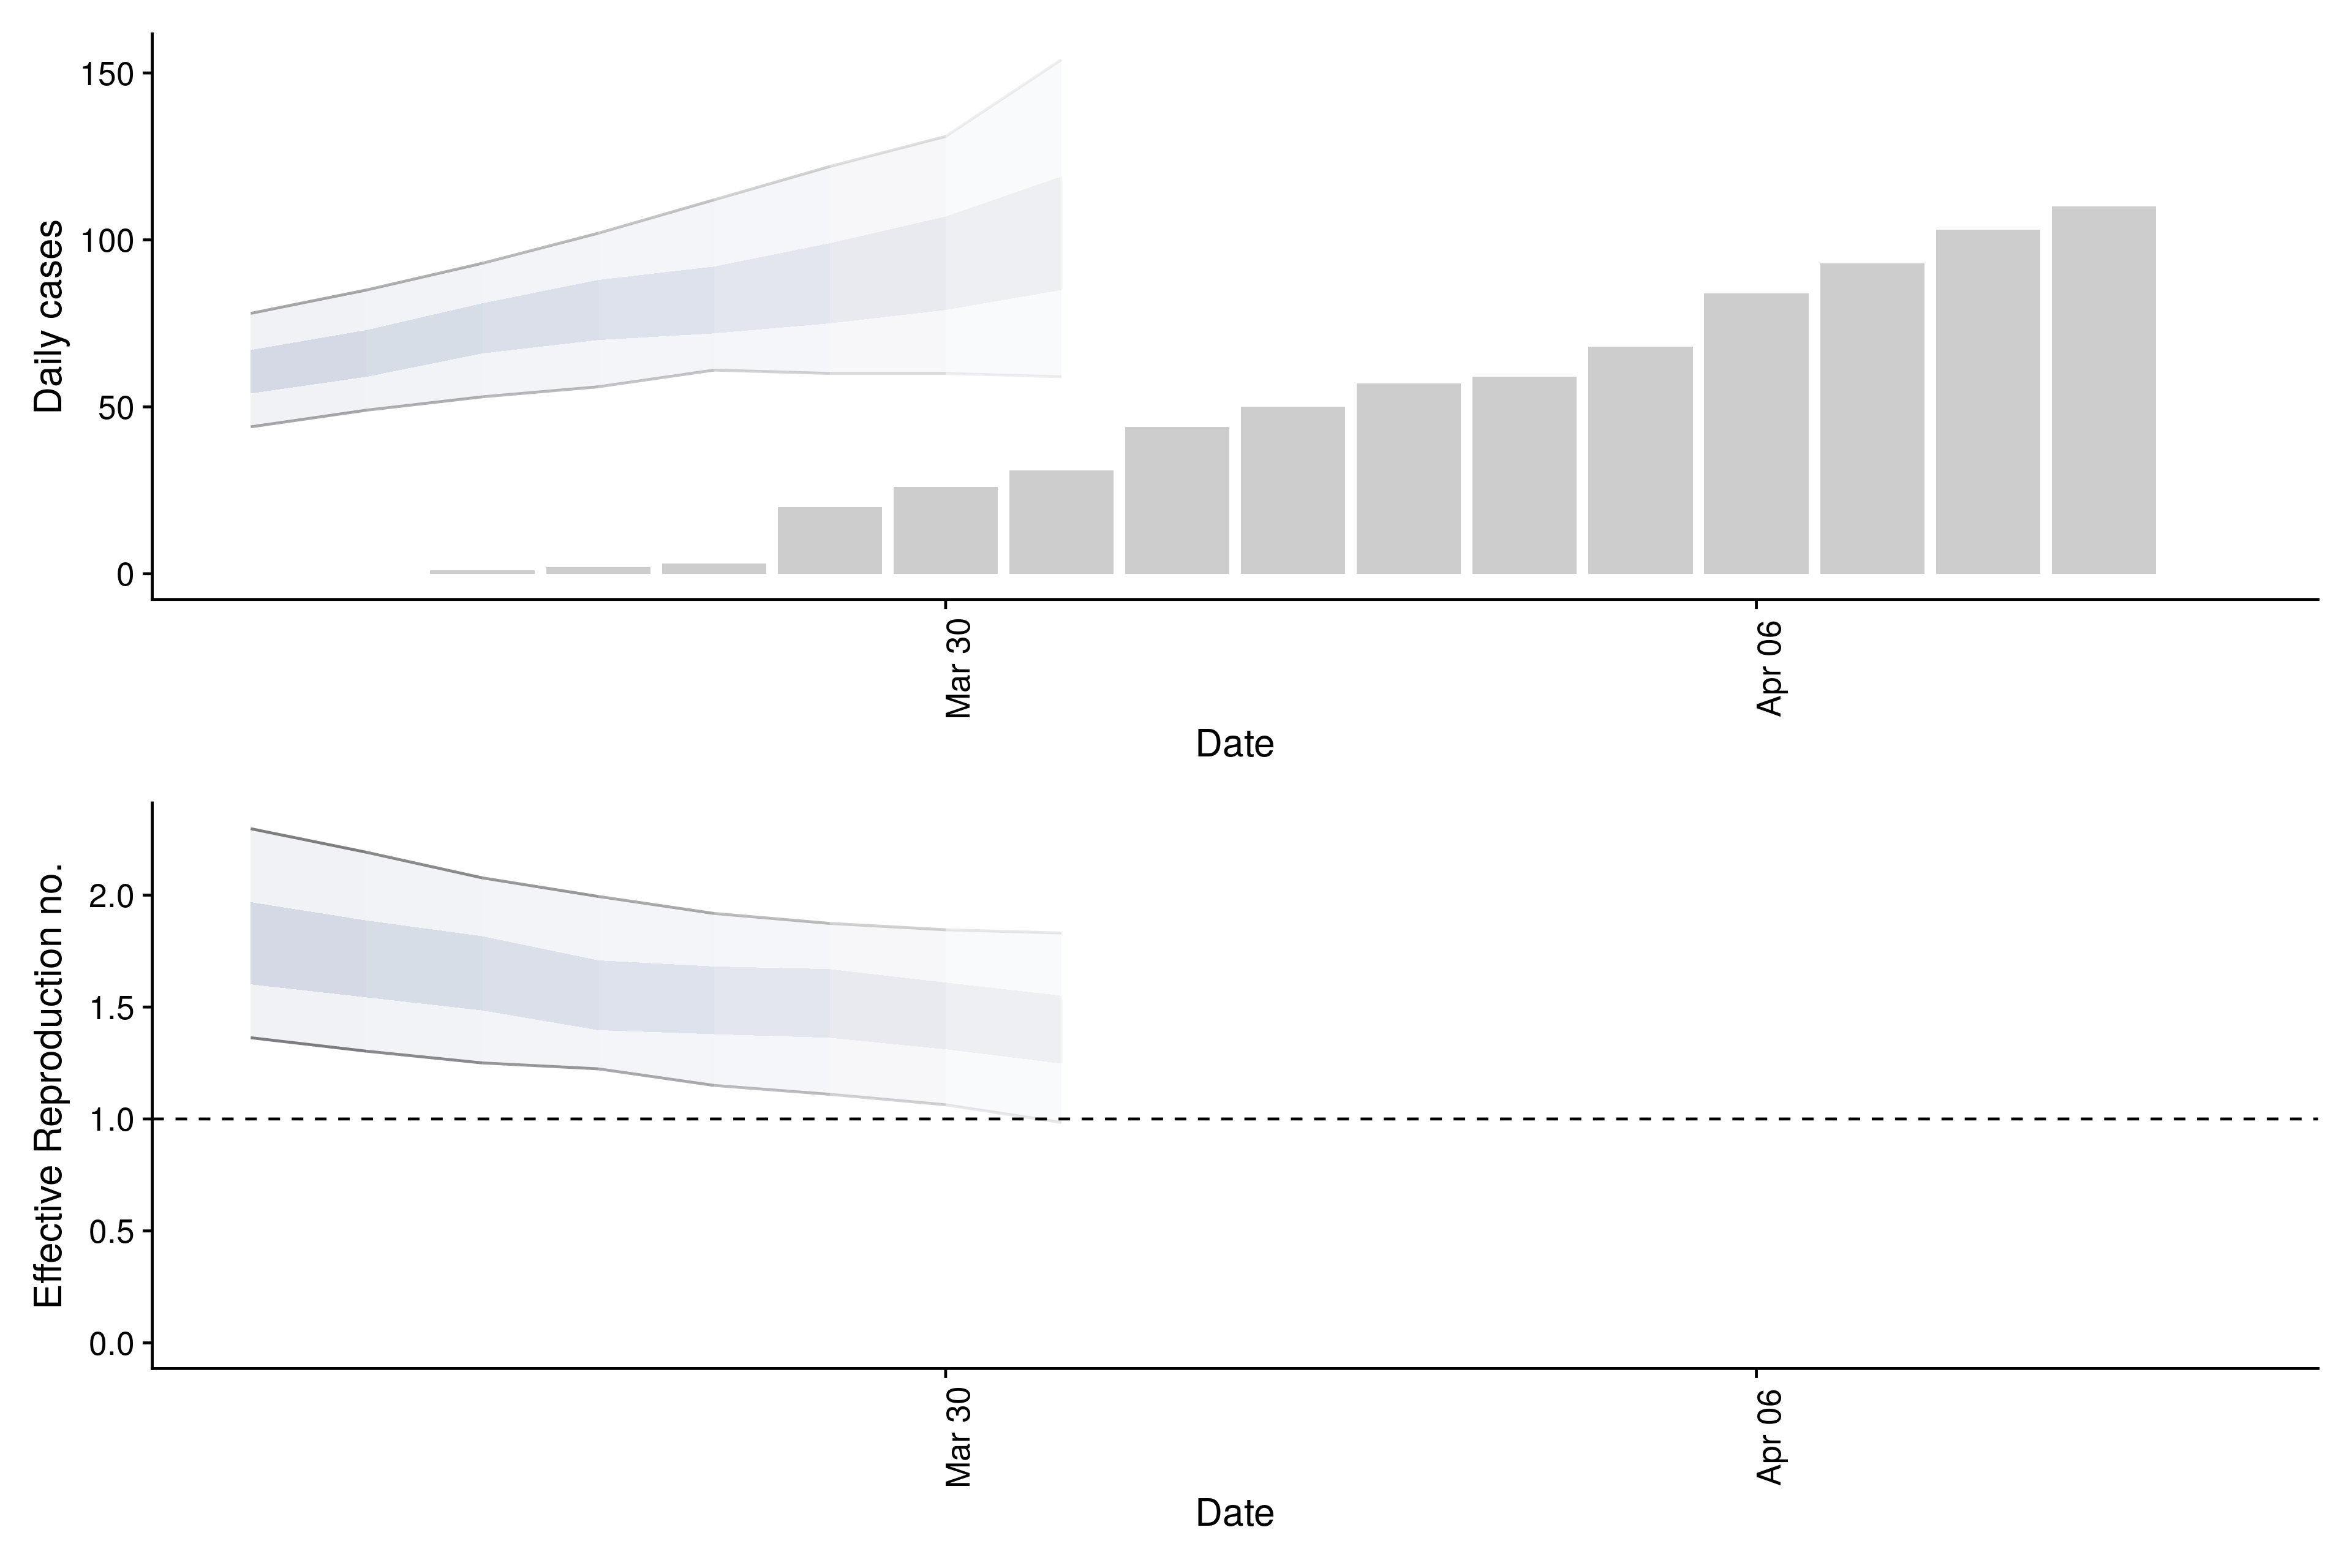 Daily cases
150
100
50
0
Mar 30
Apr 06
Date
Effective Reproduction no.
2.0
1.5
1.0
0.5
0.0
Mar 30
Apr 06
Date